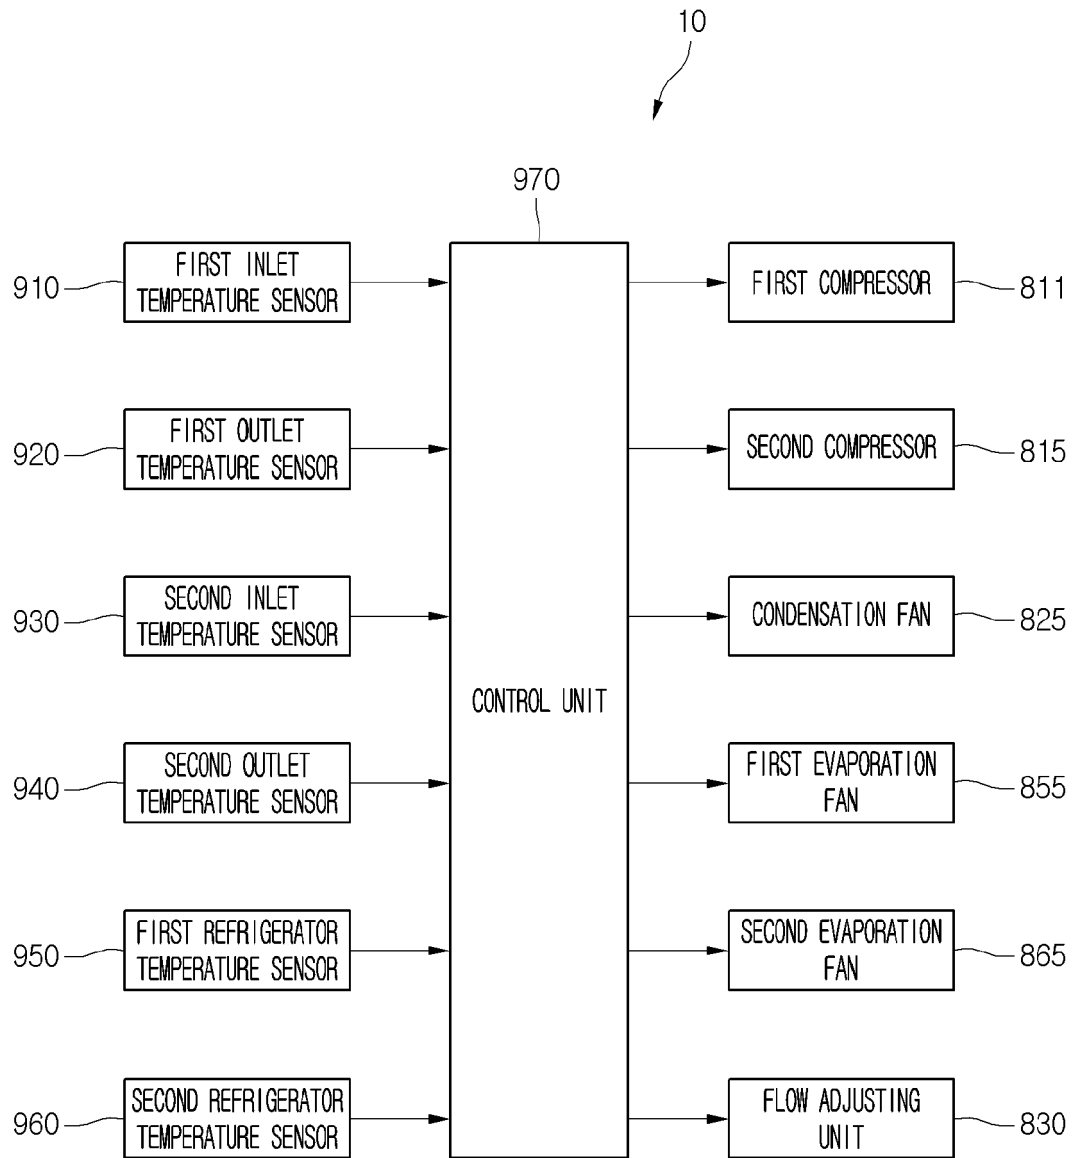 10
970
910
FIRST INLET
TEMPERATURE SENSOR
FIRST COMPRESSOR
811
920
FIRST OUTLET
TEMPERATURE SENSOR
SECOND COMPRESSOR
815
930
SECOND INLET
TEMPERATURE SENSOR
CONDENSATION FAN
825
CONTROL UNIT
940
SECOND OUTLET
TEMPERATURE SENSOR
FIRST EVAPORATION
FAN
855
950
FIRST REFRIGERATOR
TEMPERATURE SENSOR
SECOND EVAPORATION
FAN
865
960
SECOND REFRIGERATOR
TEMPERATURE SENSOR
FLOW ADJUSTING
UNIT
830